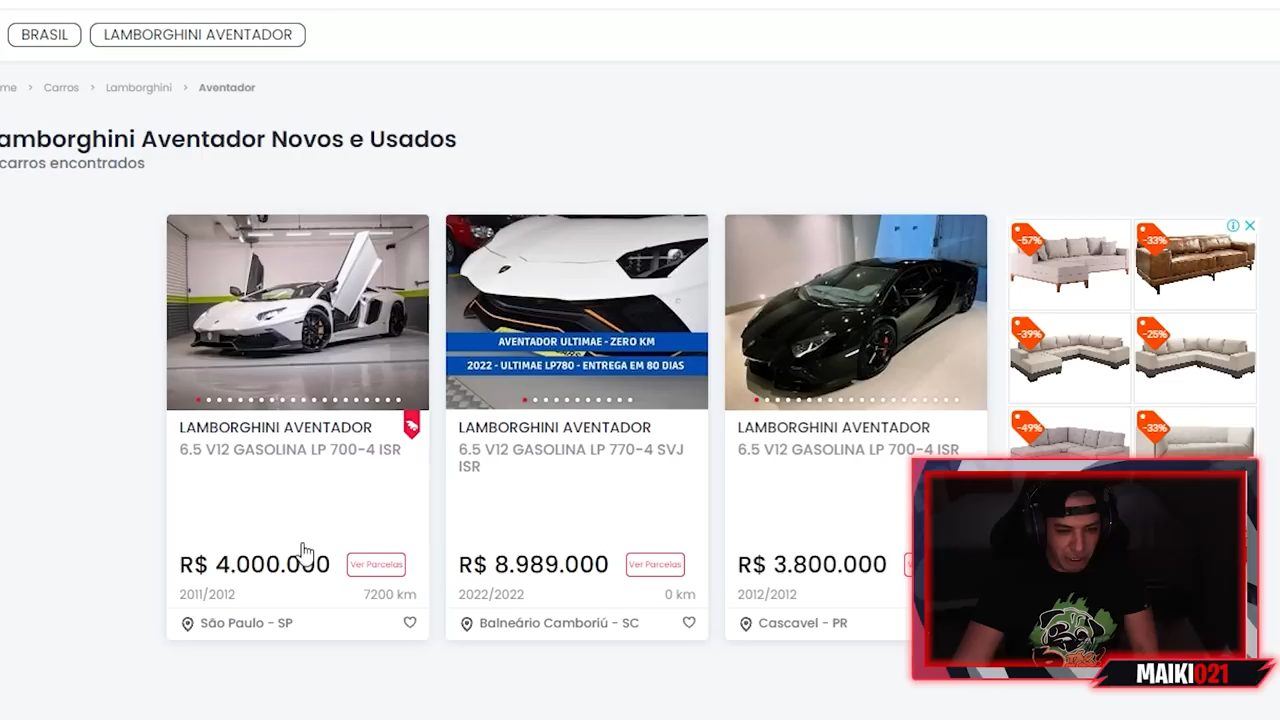 BRASIL
LAMBORGHINI AVENTADOR
me > Carros > Lamborghini > Aventador
amborghini Aventador Novos e Usados
carros encontrados
AVENTADOR ULTIMAE - ZERO KM
2022 - ULTIMAE LP780 - ENTREGA EM 80 DIAS
LAMBORGHINI AVENTADOR
6.5 V12 GASOLINA LP 700-4 ISR
R$ 4.000.000
Ver Parcelas
2011/2012
7200 km
São Paulo - SP
LAMBORGHINI AVENTADOR
6.5 V12 GASOLINA LP 770-4 SVJ
ISR
R$ 8.989.000
Ver Parcelas
2022/2022
0 km
Balneário Camboriú - SC
LAMBORGHINI AVENTADOR
6.5 V12 GASOLINA LP 700-4 ISR
R$ 3.800.000
2012/2012
Cascavel - PR
-57%
-33%
-39%
-25%
-49%
-33%
MAIKI021